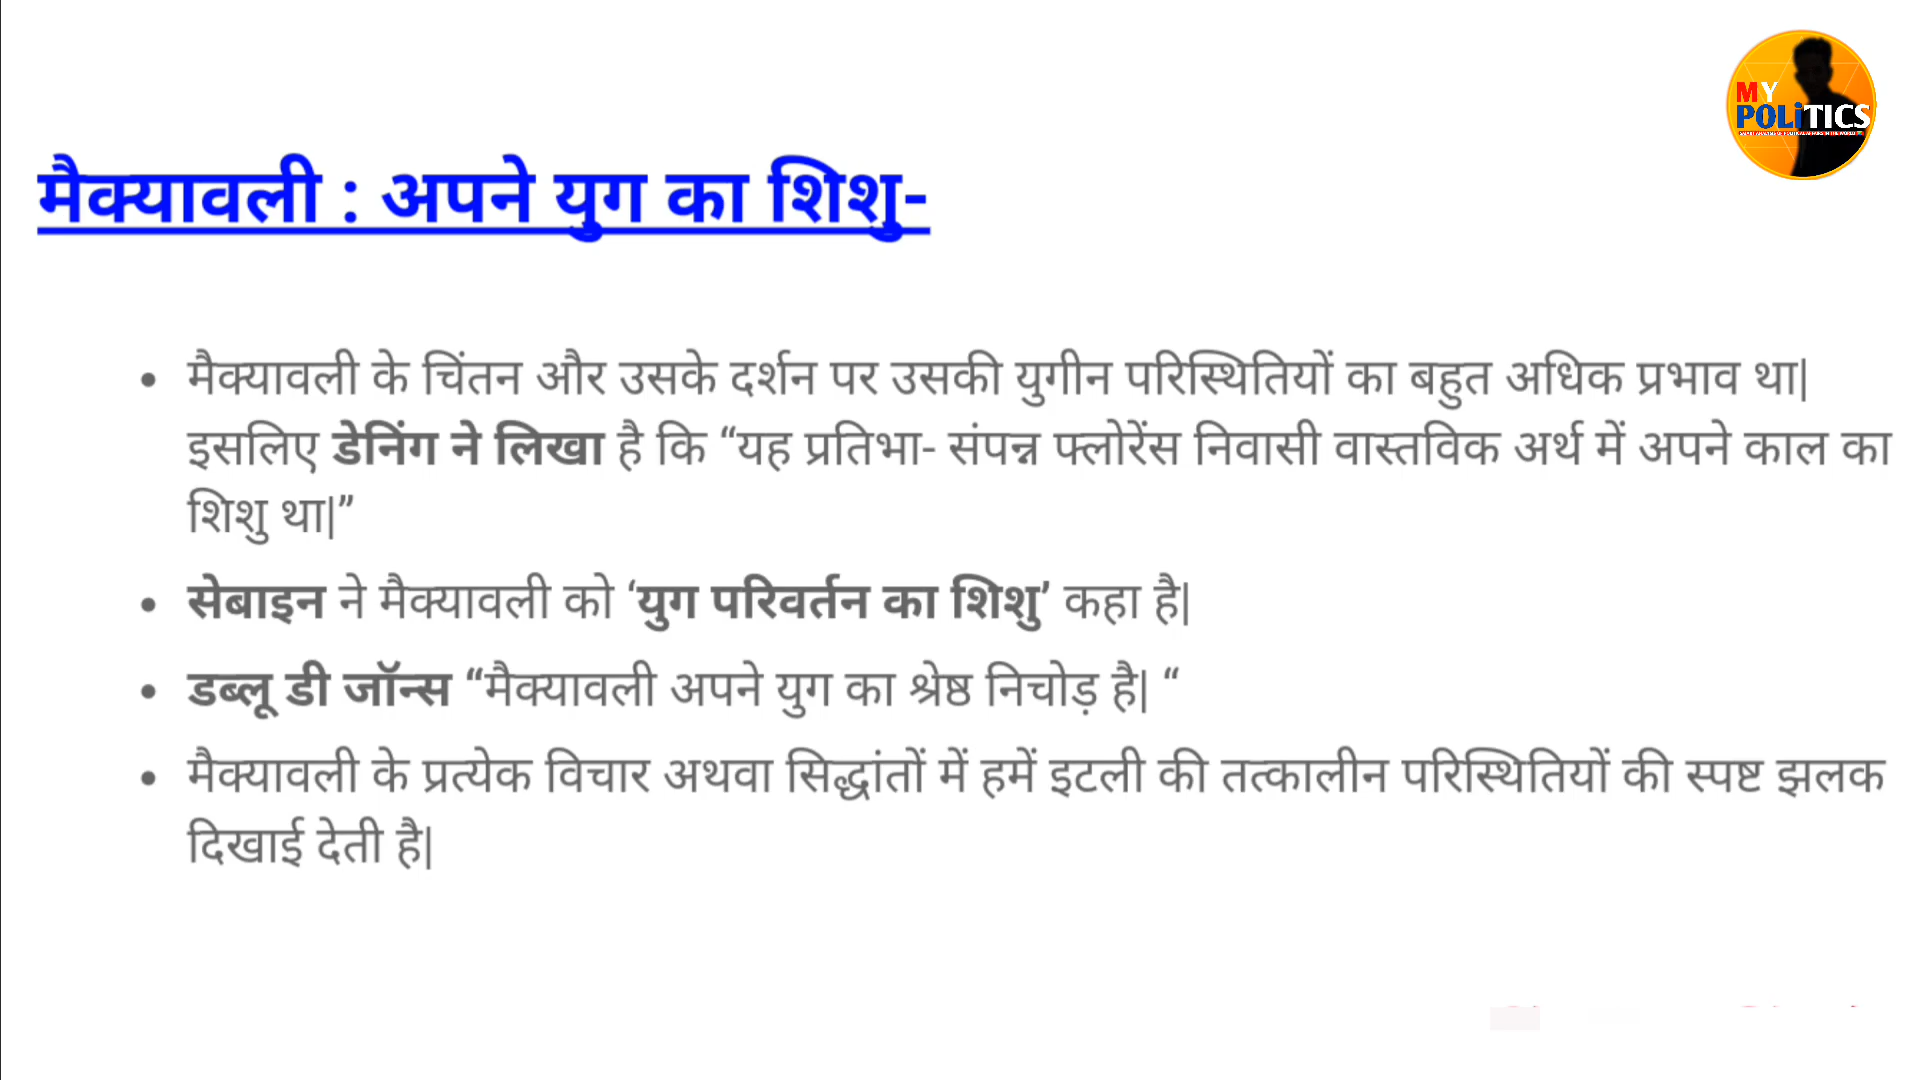 MY
POLiTICS
मैक्यावली : अपने युग का शिशु-
मैक्यावली के चिंतन और उसके दर्शन पर उसकी युगीन परिस्थितियों का बहुत अधिक प्रभाव था|
इसलिए डेनिंग ने लिखा है कि “यह प्रतिभा- संपन्न फ्लोरेंस निवासी वास्तविक अर्थ में अपने काल का
शिशु था|”
सेबाइन ने मैक्यावली को ‘युग परिवर्तन का शिशु’ कहा है|
डब्लू डी जॉन्स “मैक्यावली अपने युग का श्रेष्ठ निचोड़ है| “
मैक्यावली के प्रत्येक विचार अथवा सिद्धांतों में हमें इटली की तत्कालीन परिस्थितियों की स्पष्ट झलक
दिखाई देती है|